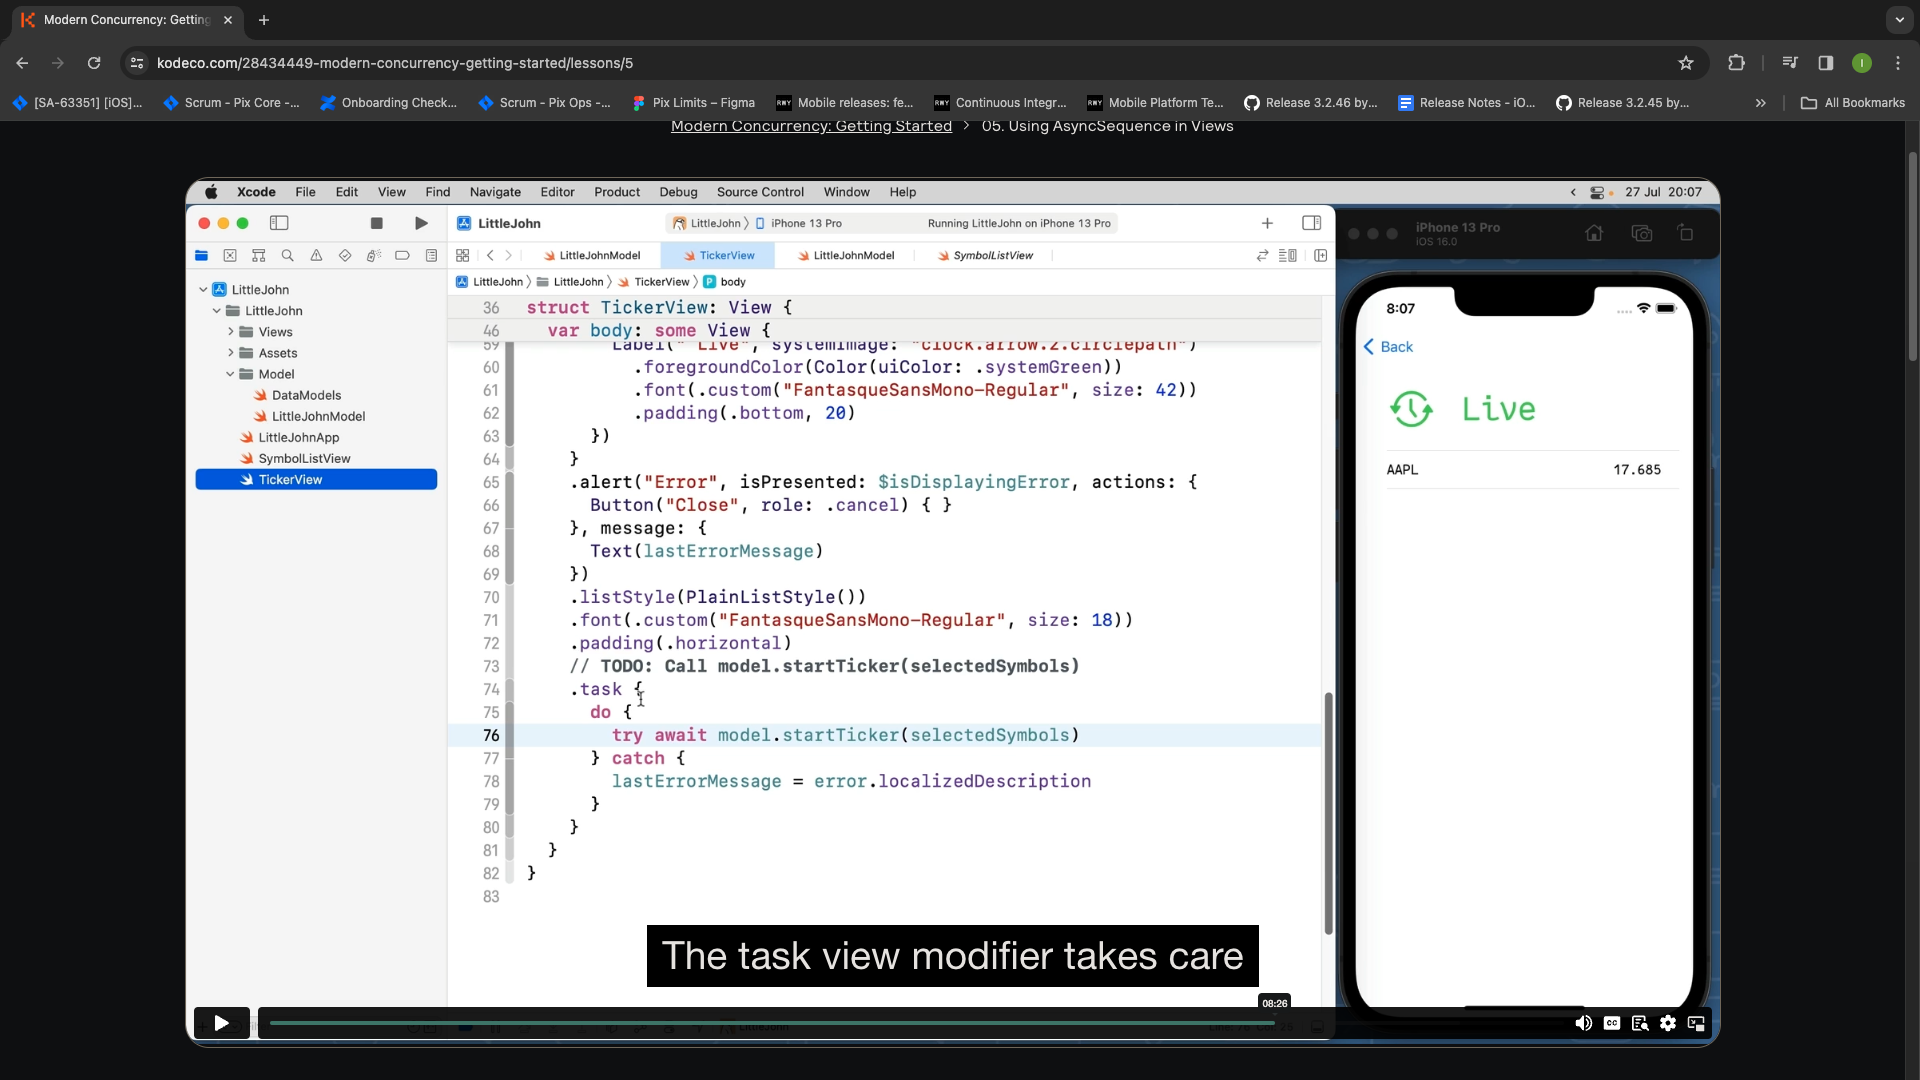 Modern Concurrency: Getting
kodeco.com/28434449-modern-concurrency-getting-started/lessons/5
I
[SA-63351] [iOS]...
Scrum - Pix Core -...
Onboarding Check...
Scrum - Pix Ops -...
Pix Limits – Figma
Mobile releases: fe...
Continuous Integr...
Mobile Platform Te...
Release 3.2.46 by...
Release Notes - iO...
Release 3.2.45 by...
All Bookmarks
Modern Concurrency: Getting Started > 05. Using AsyncSequence in Views
Xcode File Edit View Find Navigate Editor Product Debug Source Control Window Help
27 Jul 20:07
LittleJohn
LittleJohn
iPhone 13 Pro
Running LittleJohn on iPhone 13 Pro
iPhone 13 Pro
iOS 16.0
LittleJohnModel
TickerView
LittleJohnModel
SymbolListView
LittleJohn
LittleJohn
TickerView
body
LittleJohn
LittleJohn
Views
Assets
Model
DataModels
LittleJohnModel
LittleJohnApp
SymbolListView
TickerView
36 struct TickerView: View {
46 var body: some View {
59 Label(" Live", systemImage: "clock.arrow.2.circlepath")
60 .foregroundColor(Color(uiColor: .systemGreen))
61 .font(.custom("FantasqueSansMono-Regular", size: 42))
62 .padding(.bottom, 20)
63 })
64 }
65 .alert("Error", isPresented: $isDisplayingError, actions: {
66 Button("Close", role: .cancel) { }
67 }, message: {
68 Text(lastErrorMessage)
69 })
70 .listStyle(PlainListStyle())
71 .font(.custom("FantasqueSansMono-Regular", size: 18))
72 .padding(.horizontal)
73 // TODO: Call model.startTicker(selectedSymbols)
74 .task {
75 do {
76 try await model.startTicker(selectedSymbols)
77 } catch {
78 lastErrorMessage = error.localizedDescription
79 }
80 }
81 }
82 }
83
8:07
Back
Live
AAPL 17.685
The task view modifier takes care
08:26
CC